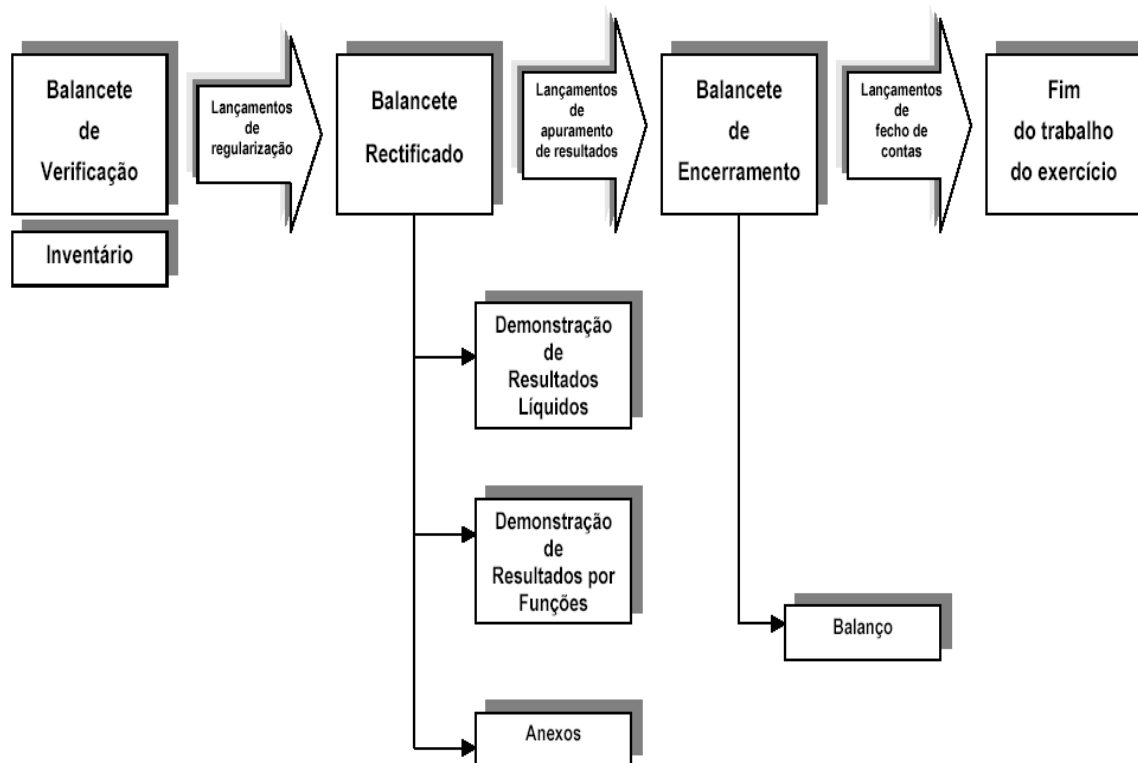 Balancete
de
Verificação
Inventário
Lançamentos
de
regularização
Balancete
Rectificado
Lançamentos
de
apuramento
de resultados
Balancete
de
Encerramento
Lançamentos
de
fecho de
contas
Fim
do trabalho
do exercício
Demonstração
de
Resultados
Líquidos
Demonstração
de
Resultados por
Funções
Balanço
Anexos